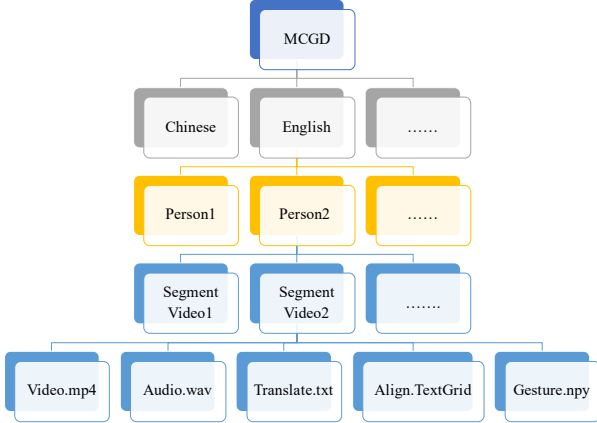 MCGD
Chinese
English
……
Person1
Person2
……
Segment
Video1
Segment
Video2
…….
Video.mp4
Audio.wav
Translate.txt
Align.TextGrid
Gesture.npy